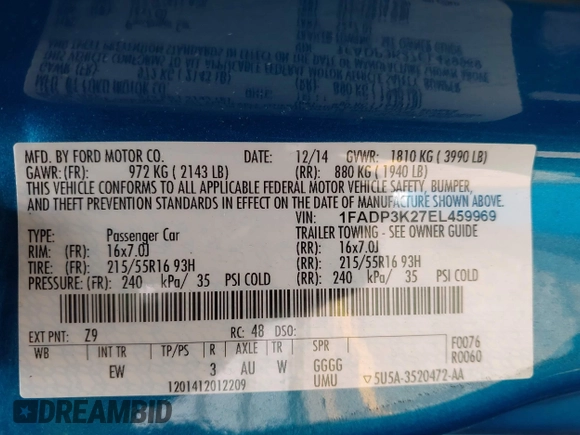 MFD. BY FORD MOTOR CO. DATE: 12/14 GVWR: 1810 KG ( 3990 LB)
GAWR: (FR): 972 KG ( 2143 LB) (RR): 880 KG ( 1940 LB)
THIS VEHICLE CONFORMS TO ALL APPLICABLE FEDERAL MOTOR VEHICLE SAFETY, BUMPER,
AND THEFT PREVENTION STANDARDS IN EFFECT ON THE DATE OF MANUFACTURE SHOWN ABOVE.
VIN: 1FADP3K27EL459969
TYPE: Passenger Car TRAILER TOWING - SEE OWNER GUIDE
RIM: (FR): 16x7.0J (RR): 16x7.0J
TIRE: (FR): 215/55R16 93H (RR): 215/55R16 93H
PRESSURE: (FR): 240 kPa/ 35 PSI COLD (RR): 240 kPa/ 35 PSI COLD
EXT PNT: Z9 RC: 48 DSO: F0076
WB INT TR TP/PS R AXLE TR SPR R0060
EW 3 AU W GGGG
UMU
1201412012209 ▽5U5A-3520472-AA
DREAMBID